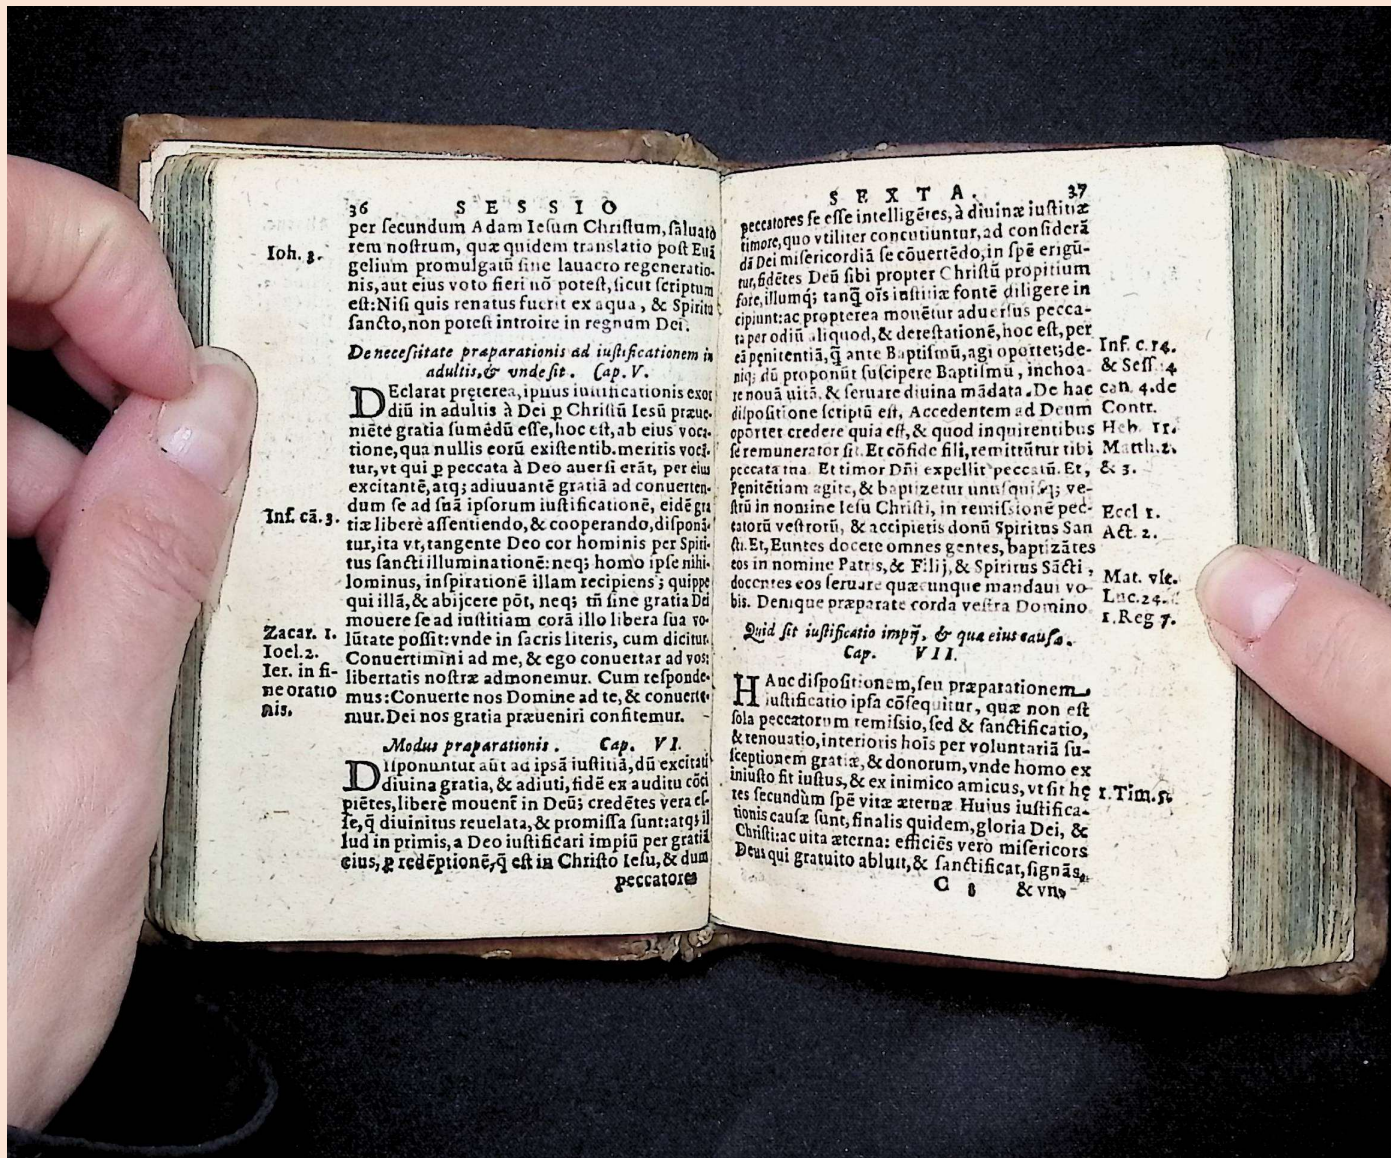 36 SESSIO
per secundum Adam Iesum Christum, saluato
Ioh. 3.
rem nostrum, quæ quidem translatio post Euã
gelium promulgatũ sine lauacro regeneratio-
nis, aut eius voto fieri nõ potest, sicut scriptum
est: Nisi quis renatus fuerit ex aqua, & Spiritu
sancto, non potest introire in regnum Dei.
De necessitate præparationis ad iustificationem in
adultis, & vnde sit. Cap. V.
DEclarat pręterea, ipsius iustificationis exor
diũ in adultis à Dei ꝑ Christũ Iesũ præue-
niẽte gratia sumẽdũ esse, hoc est, ab eius voca-
tione, qua nullis eorũ existentib. meritis vocã-
tur, vt qui ꝑ peccata à Deo auersi erãt, per eius
excitantẽ, atq; adiuuantẽ gratiã ad conuerten-
dum se ad suã ipsorum iustificationẽ, eidẽ gra
Inf. cã. 3.
tiæ liberè assentiendo, & cooperando, disponã-
tur, ita vt, tangente Deo cor hominis per Spiri-
tus sancti illuminationẽ: neq; homo ipse nihi-
lominus, inspirationẽ illam recipiens; quippe
qui illã, & abijcere põt, neq; tñ sine gratia Dei
mouere se ad iustitiam corã illo libera sua vo-
Zacar. 1.
lũtate possit: vnde in sacris literis, cum dicitur.
Ioel. 2.
Conuertimini ad me, & ego conuertar ad vos:
Ier. in fi-
libertatis nostræ admonemur. Cum responde-
ne oratio
mus: Conuerte nos Domine ad te, & conuerte-
nis.
mur. Dei nos gratia præueniri confitemur.
Modus præparationis. Cap. VI.
DIsponuntur aũt ad ipsã iustitiã, dũ excitati
diuina gratia, & adiuti, fidẽ ex auditu cõci
piẽtes, liberè mouenť in Deũ; credẽtes vera es-
se, q̃ diuinitus reuelata, & promissa sunt: atq; il
lud in primis, a Deo iustificari impiũ per gratiã
eius, ꝑ redẽptionẽ, q̃ est in Christo Iesu, & dum
peccatores
SEXTA. 37
peccatores se esse intelligẽtes, à diuinæ iustitiæ
timore, quo vtiliter concutiuntur, ad consideră
dã Dei misericordiã se cõuertẽdo, in spẽ erigũ-
tur, fidẽtes Deũ sibi propter Christũ propitium
fore, illumq; tanq̃ oĩs iustitiæ fontẽ diligere in
cipiunt: ac propterea mouẽtur aduersus pecca-
ta per odiũ aliquod, & detestationẽ, hoc est, per
eã penitentiã, q̃ ante Baptismũ, agi oportet; de-
Inf. c. 14.
niq; dũ proponũt suscipere Baptismũ, inchoa-
& Sess. 4
re nouã uitã, & seruare diuina mãdata. De hac
can. 4. de
dispositione scriptũ est, Accedentem ad Deum
Contr.
oportet credere quia est, & quod inquirentibus
Heb. 11.
se remunerator sit. Et cõfide fili, remittũtur tibi
Matth. 2.
peccata tua. Et timor Dñi expellit peccatũ. Et,
& 3.
Penitẽtiam agite, & baptizetur unusquisq; ve-
strũ in nomine Iesu Christi, in remissionẽ pec-
Eccl 1.
catorũ vestrorũ, & accipietis donũ Spiritus San
Act. 2.
cti. Et, Euntes docete omnes gentes, baptizãtes
eos in nomine Patris, & Filij, & Spiritus Sãcti,
Mat. vlt.
docentes eos seruare quæcunque mandaui vo-
Luc. 24.
bis. Denique præparate corda vestra Domino
1. Reg 7.
Quid sit iustificatio impij, & quæ eius causæ.
Cap. VII.
HAnc dispositionem, seu præparationem
iustificatio ipsa cõsequitur, quæ non est
sola peccatorum remissio, sed & sanctificatio,
& renouatio, interioris hoĩs per voluntariã su-
sceptionem gratiæ, & donorum, vnde homo ex
iniusto fit iustus, & ex inimico amicus, vt sit hę
1. Tim. 5.
res secundùm spẽ vitæ æternæ. Huius iustifica-
tionis causæ sunt, finalis quidem, gloria Dei, &
Christi: ac uita æterna: efficiẽs verò misericors
Deus qui gratuito abluit, & sanctificat, signãs,
C 8 & vn-